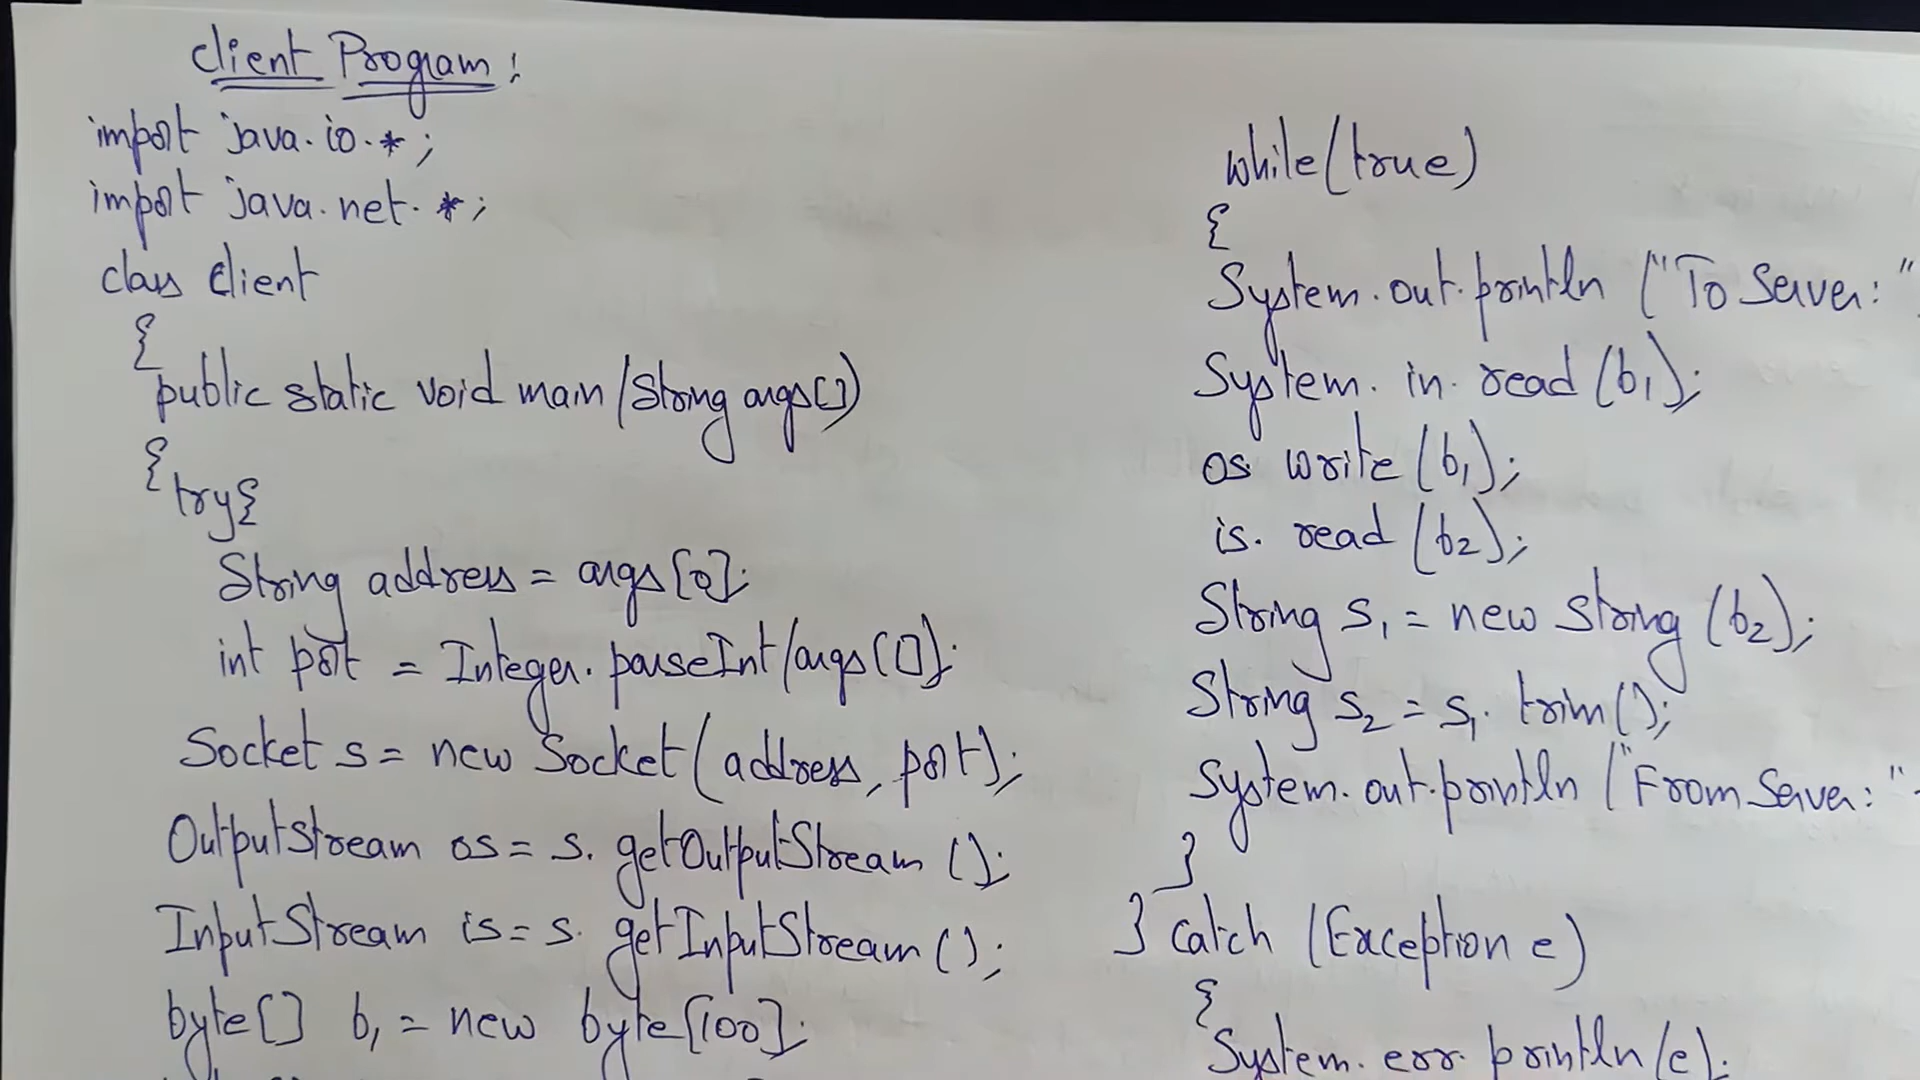 Client Program:
import java.io.*;
import java.net.*;
class Client
{
public static void main(String args[])
{
try{
String address = args[0];
int port = Integer.parseInt(args[1]);
Socket s = new Socket(address, port);
OutputStream os = s.getOutputStream();
InputStream is = s.getInputStream();
byte[] b1 = new byte[100];
while(true)
{
System.out.println("To Server:"
System.in.read(b1);
os.write(b1);
is.read(b2);
String s1 = new String(b2);
String s2 = s1.trim();
System.out.println("From Server:"
}
} catch (Exception e)
{
System.err.println(e);